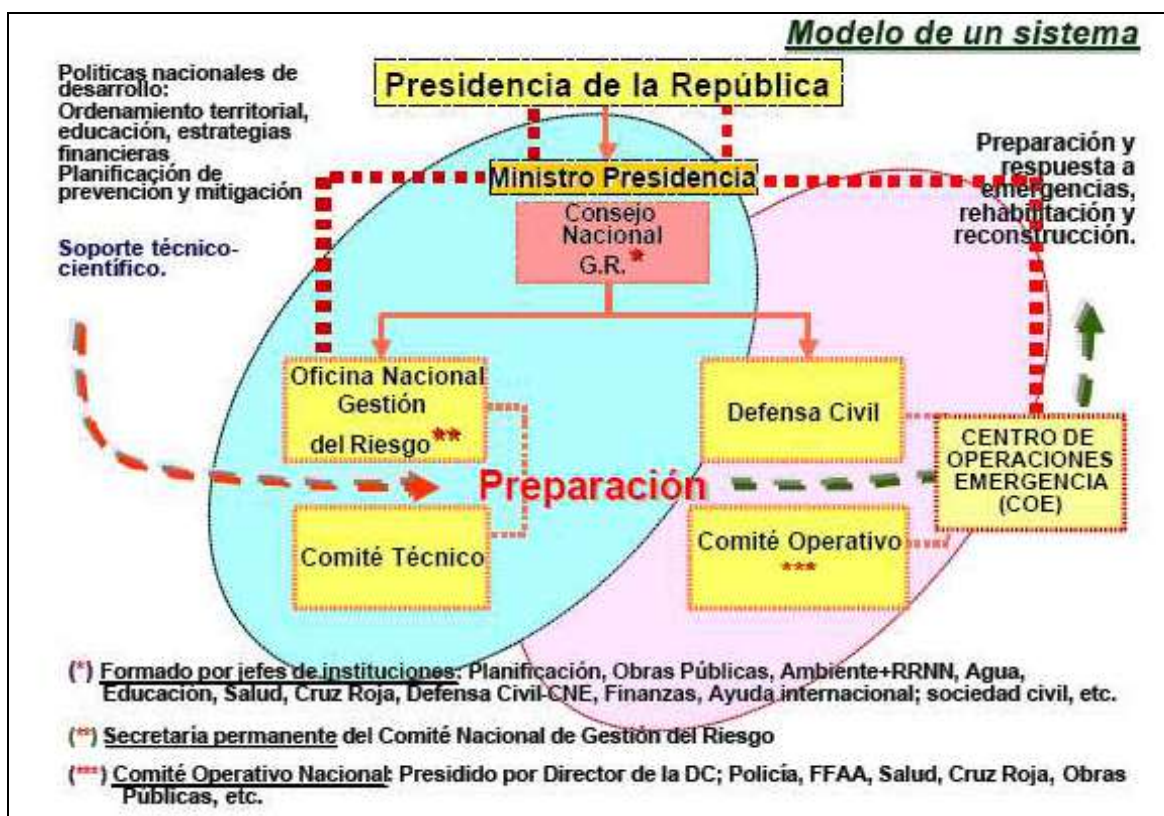 Modelo de un sistema
Políticas nacionales de
desarrollo:
Ordenamiento territorial,
educación, estrategias
financieras
Planificación de
prevención y mitigación
Presidencia de la República
Preparación y
respuesta a
emergencias,
rehabilitación y
reconstrucción.
Ministro Presidencia
Consejo
Nacional
G.R.*
Soporte técnico-
científico.
Oficina Nacional
Gestión
del Riesgo**
Defensa Civil
CENTRO DE
OPERACIONES
EMERGENCIA
(COE)
Preparación
Comité Técnico
Comité Operativo
***
(*) Formado por jefes de instituciones: Planificación, Obras Públicas, Ambiente+RRNN, Agua,
Educación, Salud, Cruz Roja, Defensa Civil-CNE, Finanzas, Ayuda internacional; sociedad civil, etc.
(**) Secretaría permanente del Comité Nacional de Gestión del Riesgo
(***) Comité Operativo Nacional: Presidido por Director de la DC; Policía, FFAA, Salud, Cruz Roja, Obras
Públicas, etc.